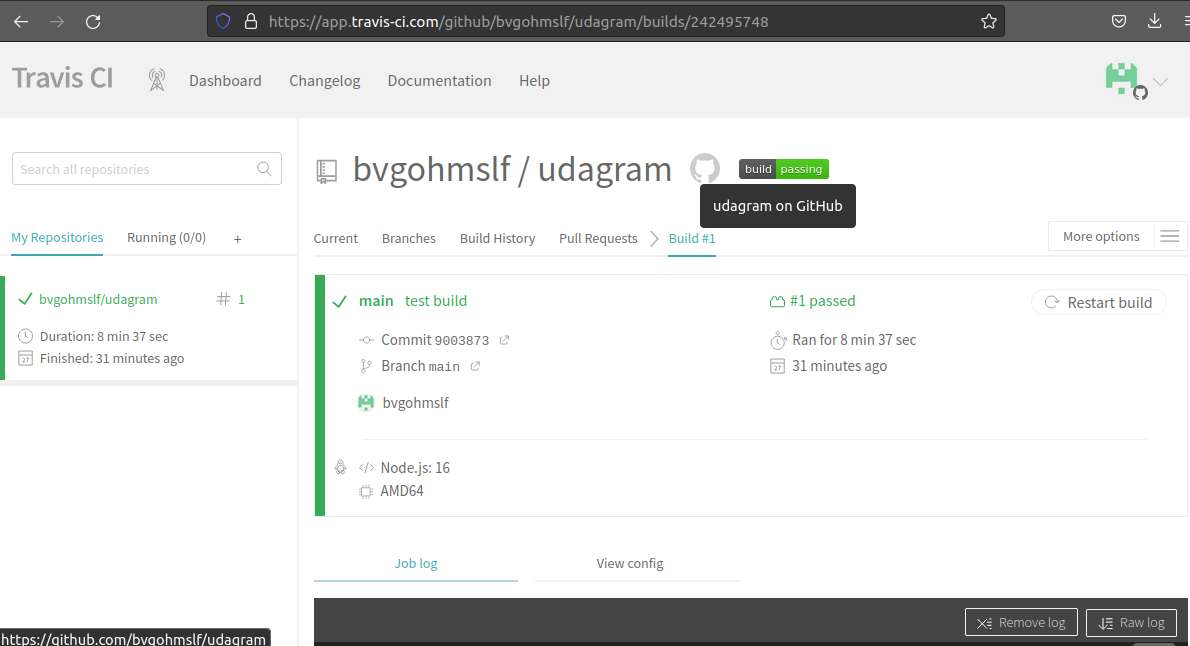 https://app.travis-ci.com/github/bvgohmslf/udagram/builds/242495748
Travis CI
Dashboard
Changelog
Documentation
Help
Search all repositories
bvgohmslf / udagram
build passing
udagram on GitHub
My Repositories
Running (0/0)
+
Current
Branches
Build History
Pull Requests
Build #1
More options
bvgohmslf/udagram
# 1
Duration: 8 min 37 sec
Finished: 31 minutes ago
main test build
#1 passed
Restart build
Commit 9003873
Ran for 8 min 37 sec
Branch main
31 minutes ago
bvgohmslf
</> Node.js: 16
AMD64
Job log
View config
Remove log
Raw log
https://github.com/bvgohmslf/udagram